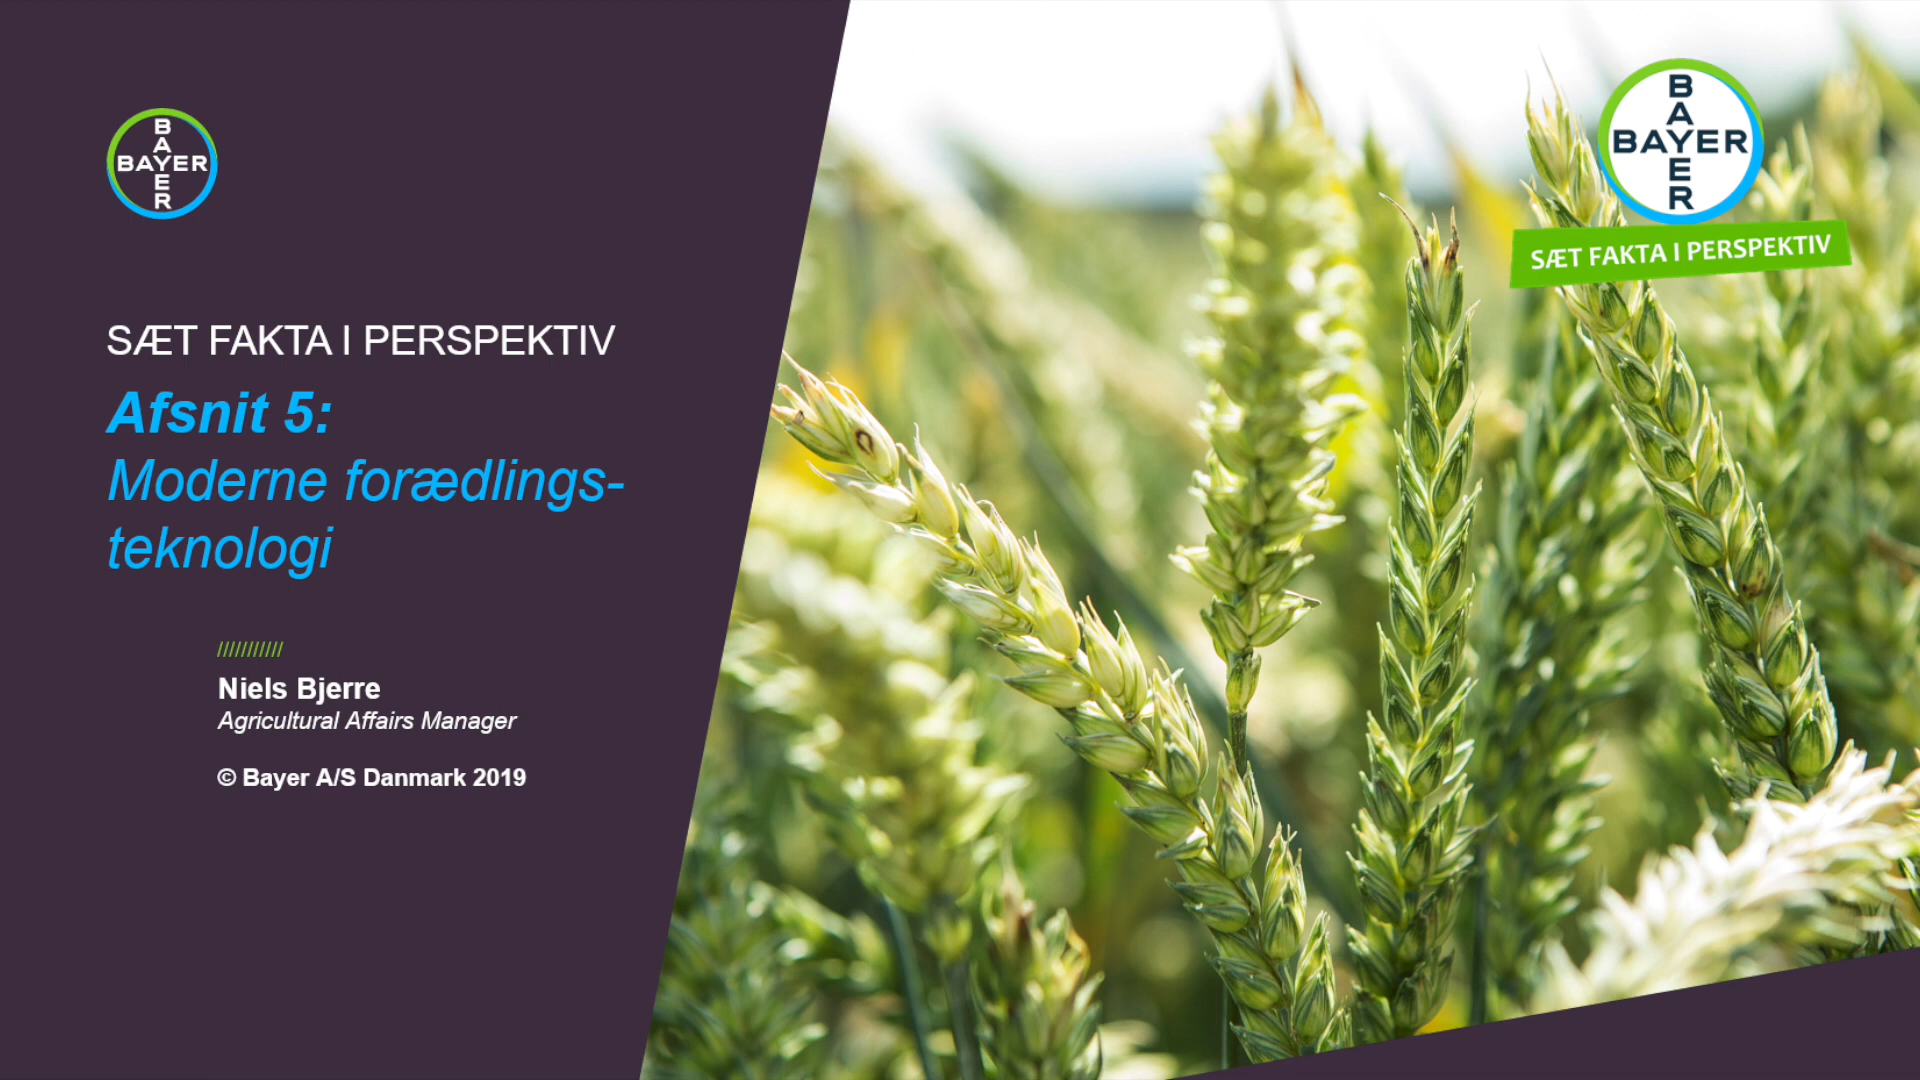 BAYER
BAYER
SÆT FAKTA I PERSPEKTIV
Afsnit 5:
Moderne forædlings-
teknologi
///////////
Niels Bjerre
Agricultural Affairs Manager
© Bayer A/S Danmark 2019
BAYER
BAYER
SÆT FAKTA I PERSPEKTIV